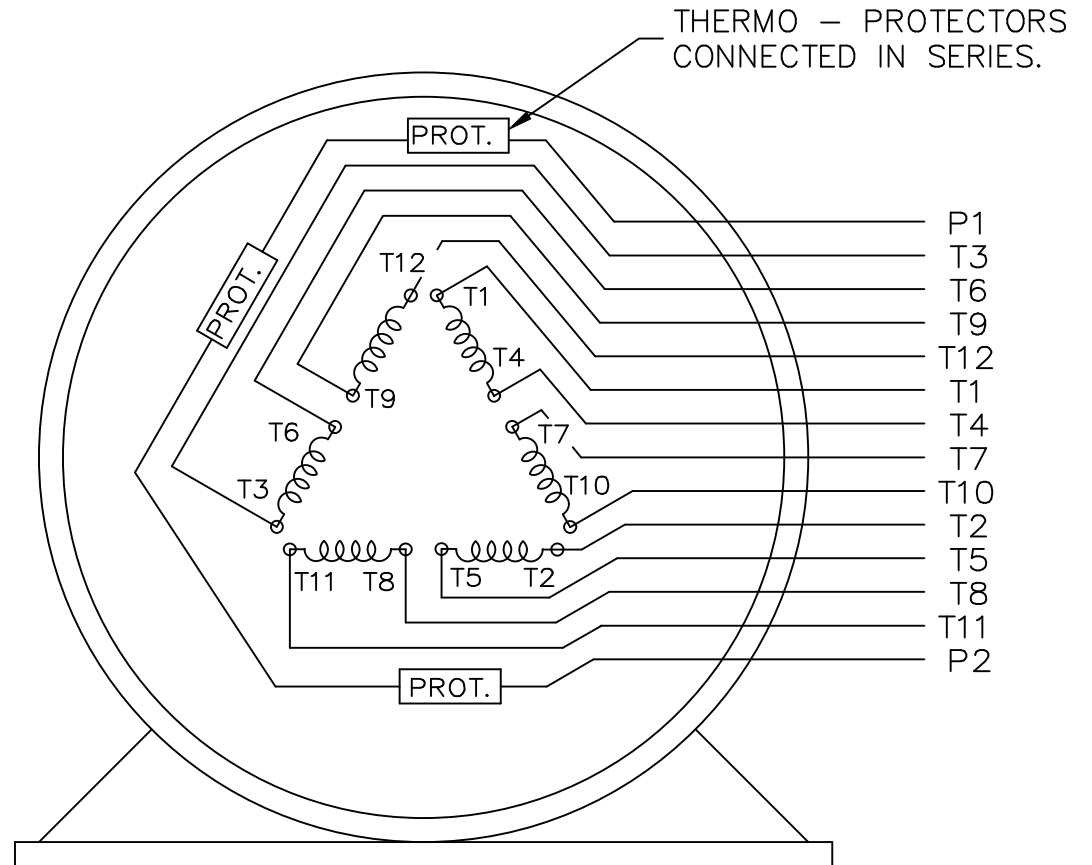 THERMO – PROTECTORS
CONNECTED IN SERIES.
PROT.
P1
T3
PROT.
T12
T1
T6
T9
T12
T4
T9
T1
T6
T7
T4
T7
T3
T10
T10
T2
T11
T8
T5
T2
T5
T8
T11
P2
PROT.